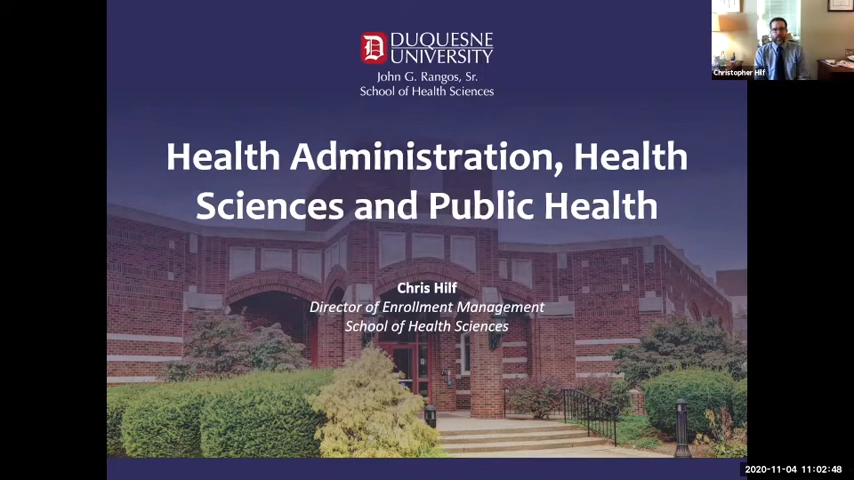 DUQUESNE
UNIVERSITY
John G. Rangos, Sr.
School of Health Sciences
Christopher Hilf
Health Administration, Health
Sciences and Public Health
Chris Hilf
Director of Enrollment Management
School of Health Sciences
2020-11-04 11:02:48